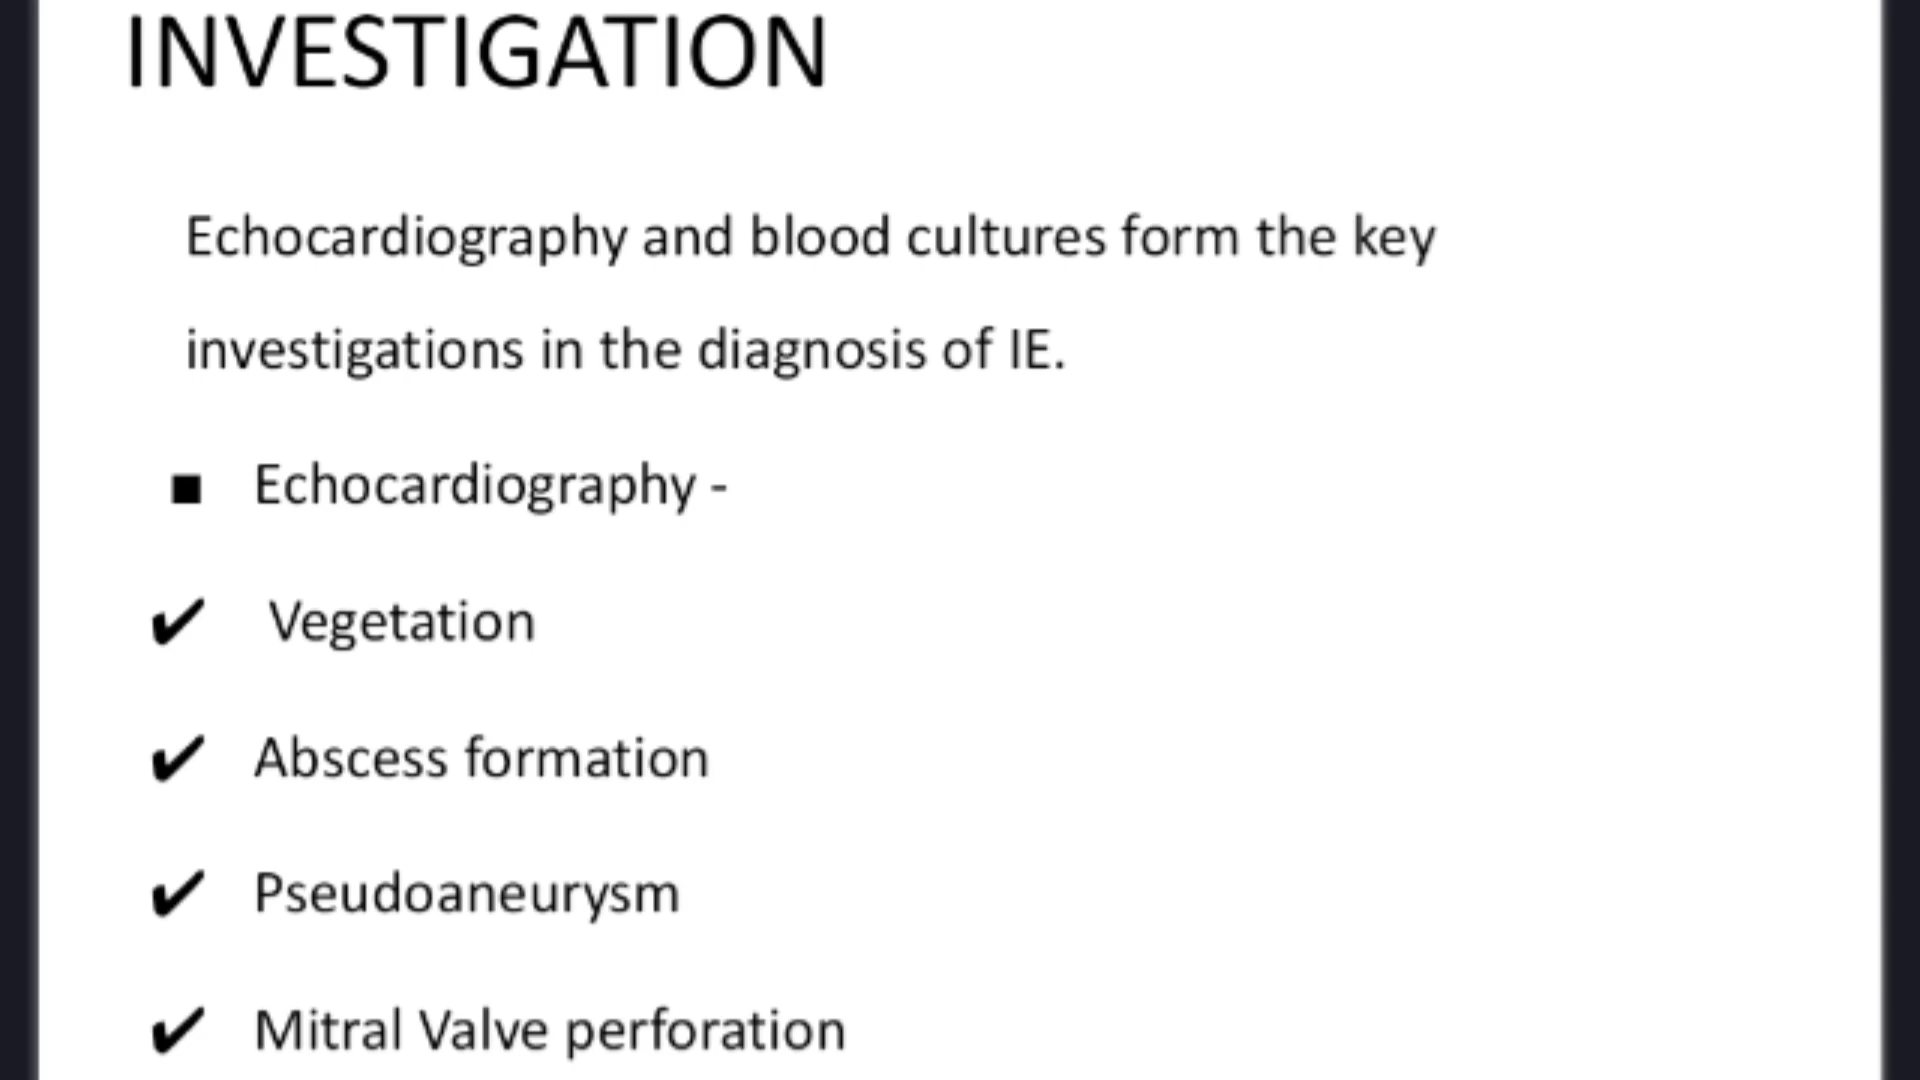 INVESTIGATION
Echocardiography and blood cultures form the key
investigations in the diagnosis of IE.
■ Echocardiography -
✔ Vegetation
✔ Abscess formation
✔ Pseudoaneurysm
✔ Mitral Valve perforation